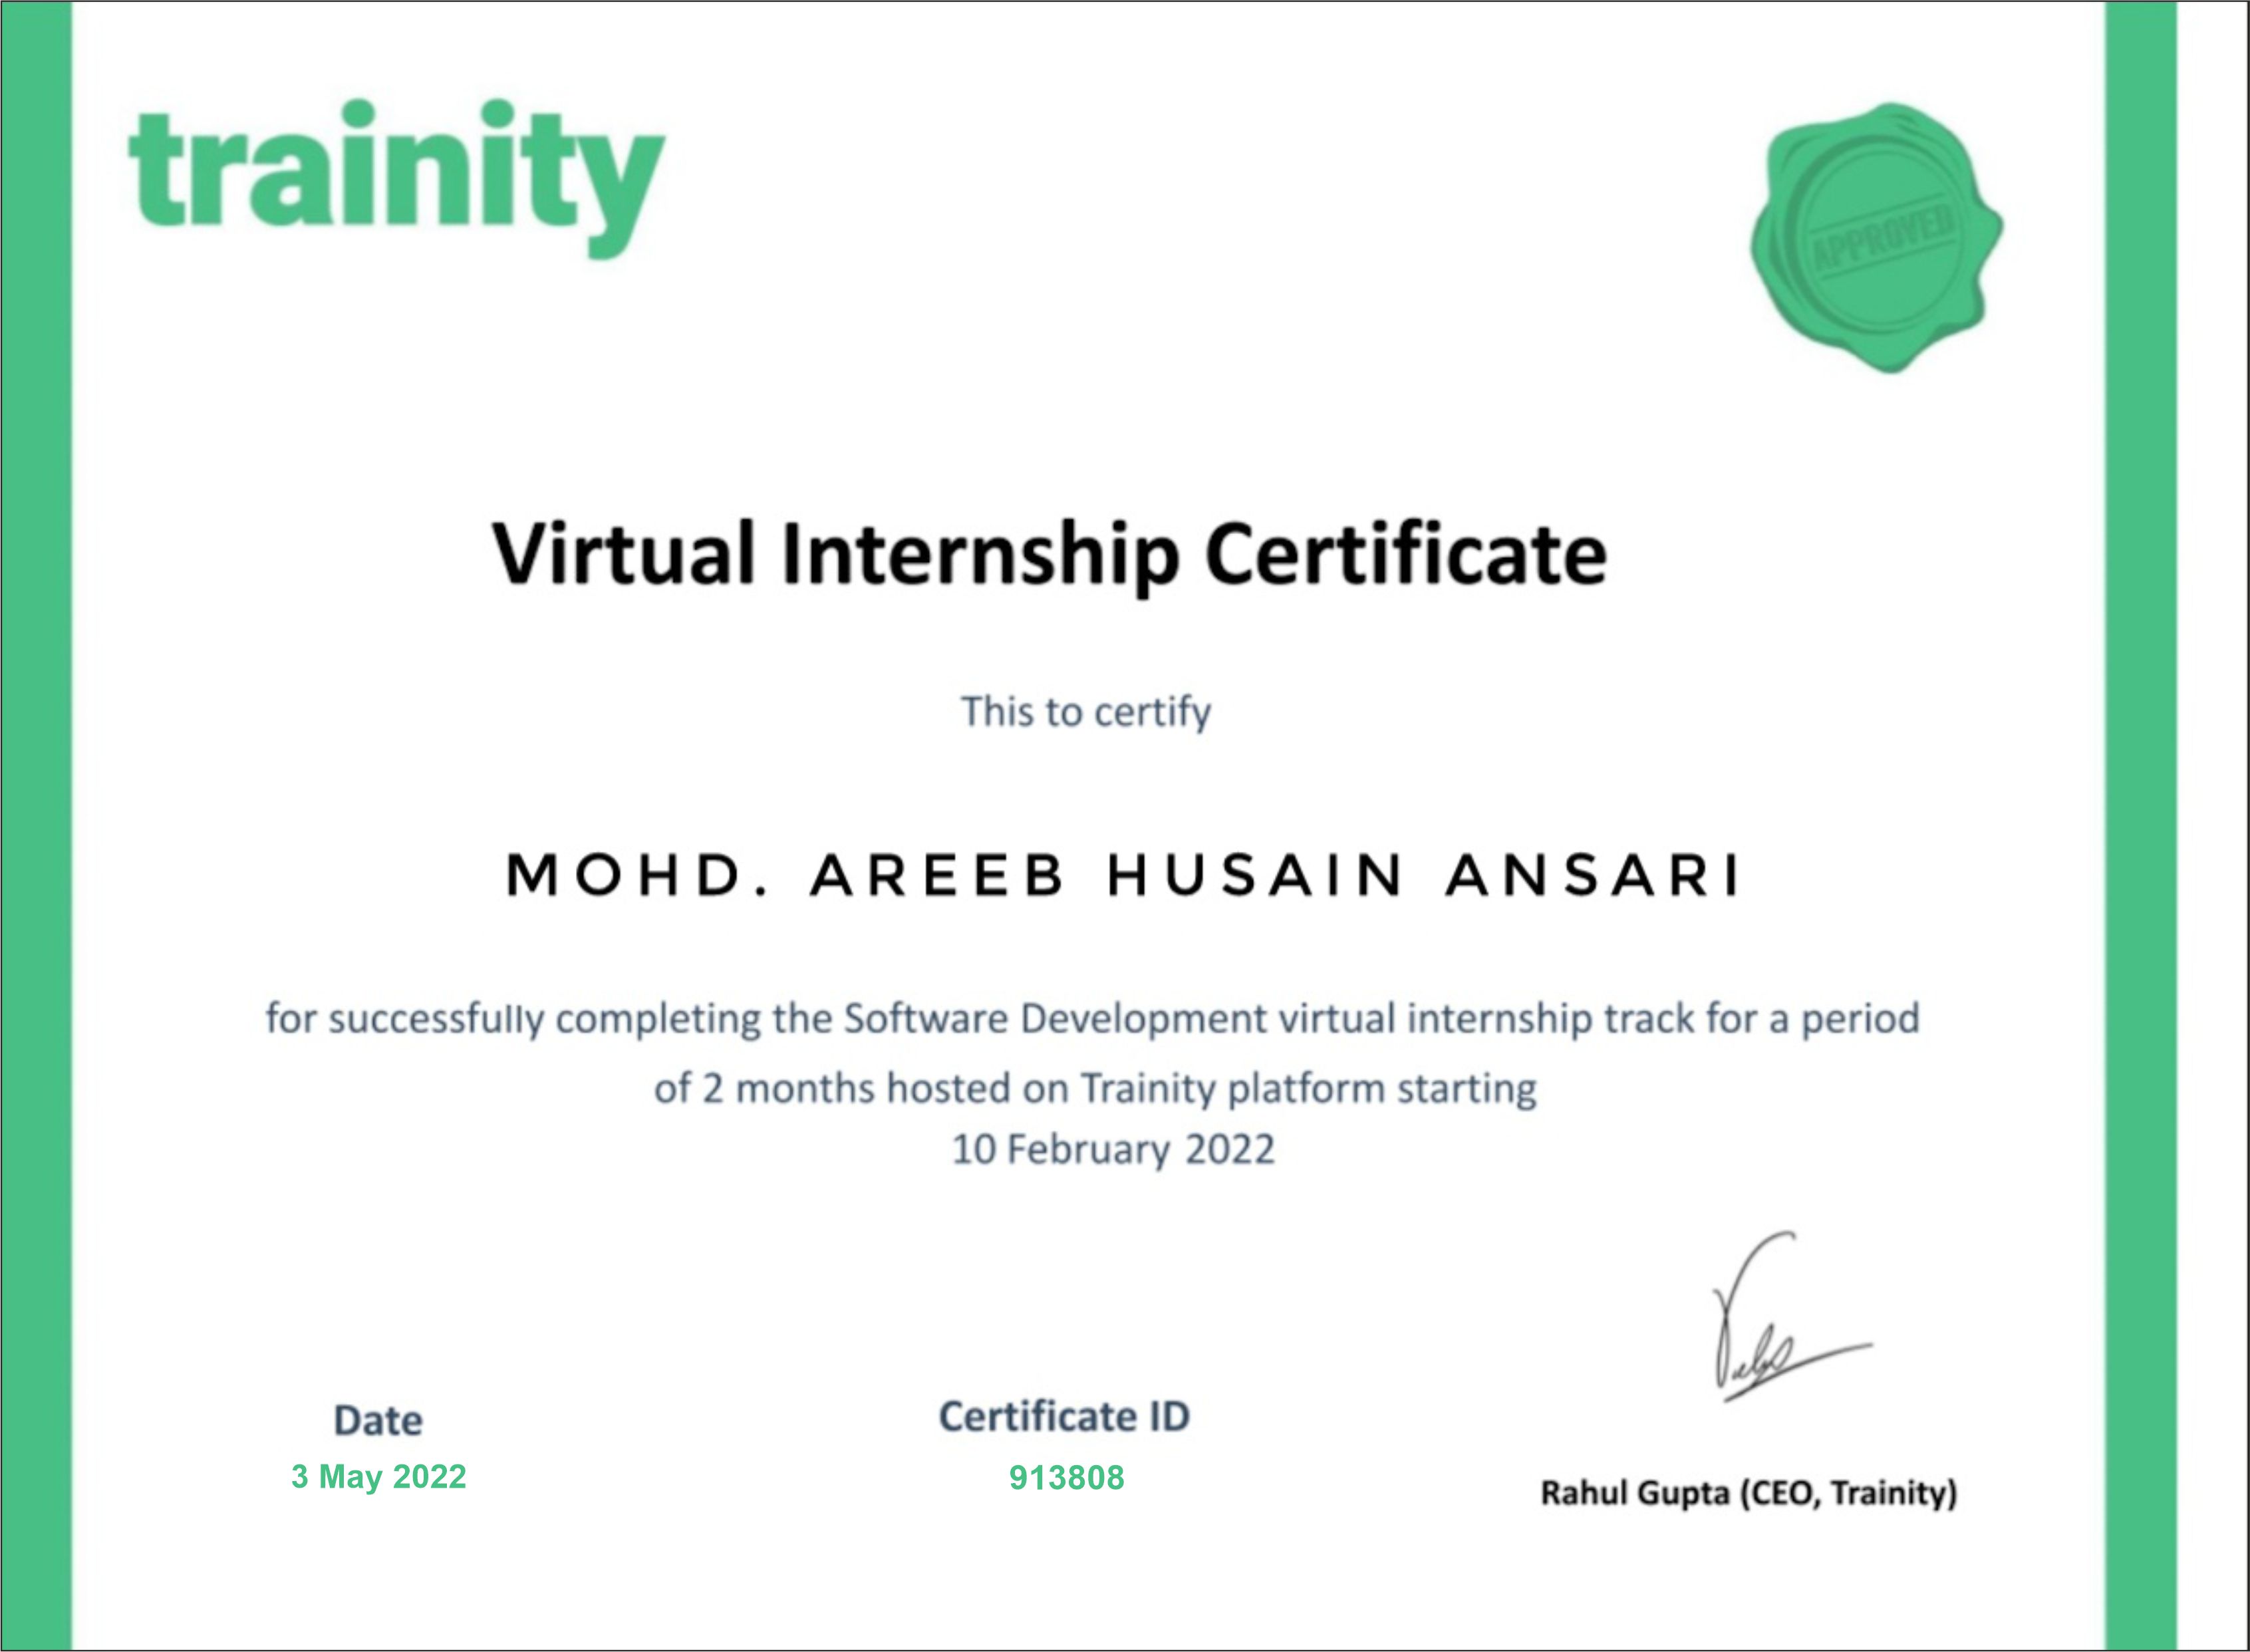 trainity
APPROVED
Virtual Internship Certificate
This to certify
MOHD. AREEB HUSAIN ANSARI
for successfully completing the Software Development virtual internship track for a period
of 2 months hosted on Trainity platform starting
10 February 2022
Date
Certificate ID
3 May 2022
913808
Rahul Gupta (CEO, Trainity)